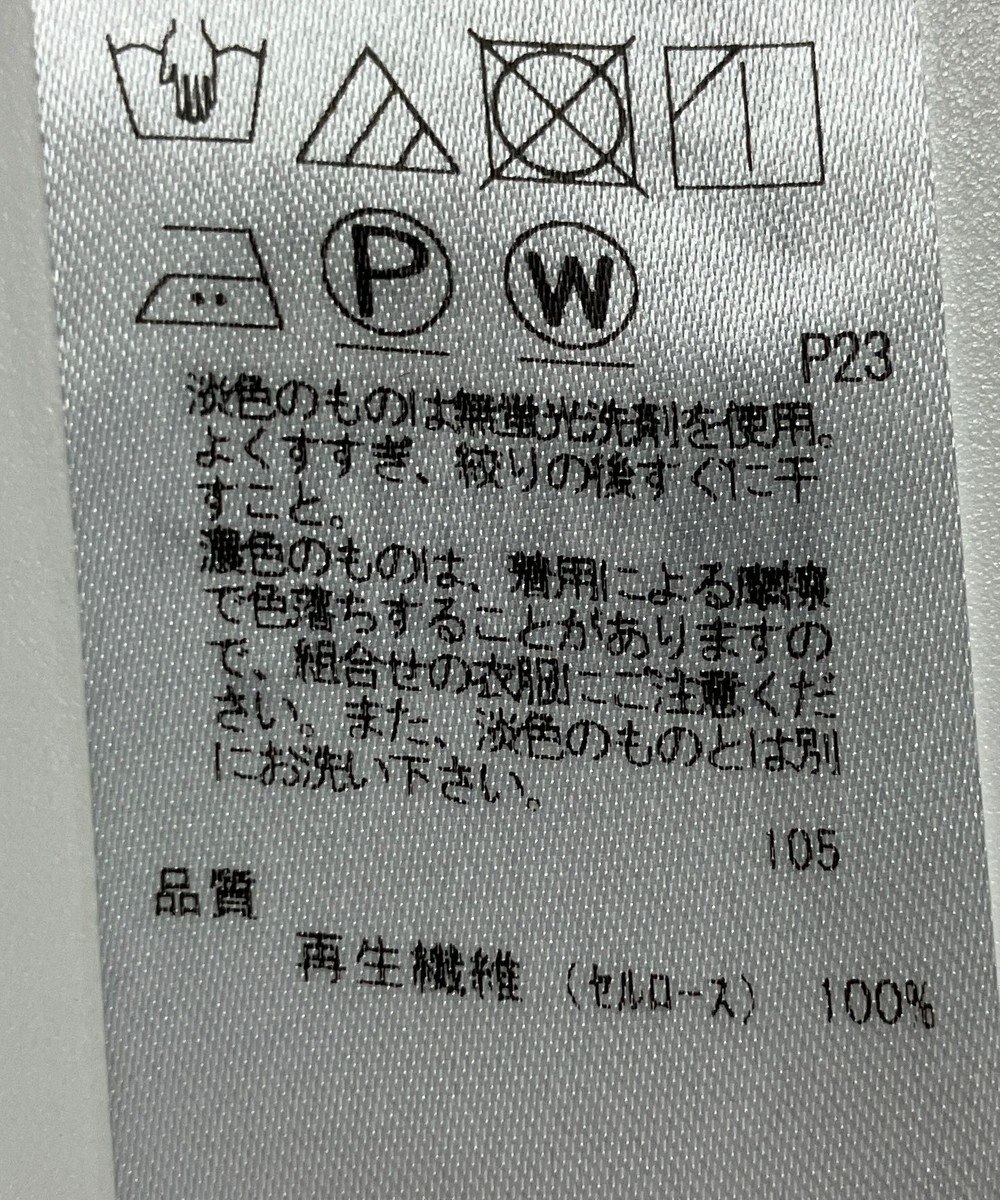 P W
P23
淡色のものは無蛍光洗剤を使用。
よくすすぎ、絞りの後すぐに干
すこと。
濃色のものは、着用による摩擦
で色落ちすることがありますの
で、組合せの衣服にご注意くだ
さい。また、淡色のものとは別
にお洗い下さい。
105
品質
再生繊維 (セルロース) 100%